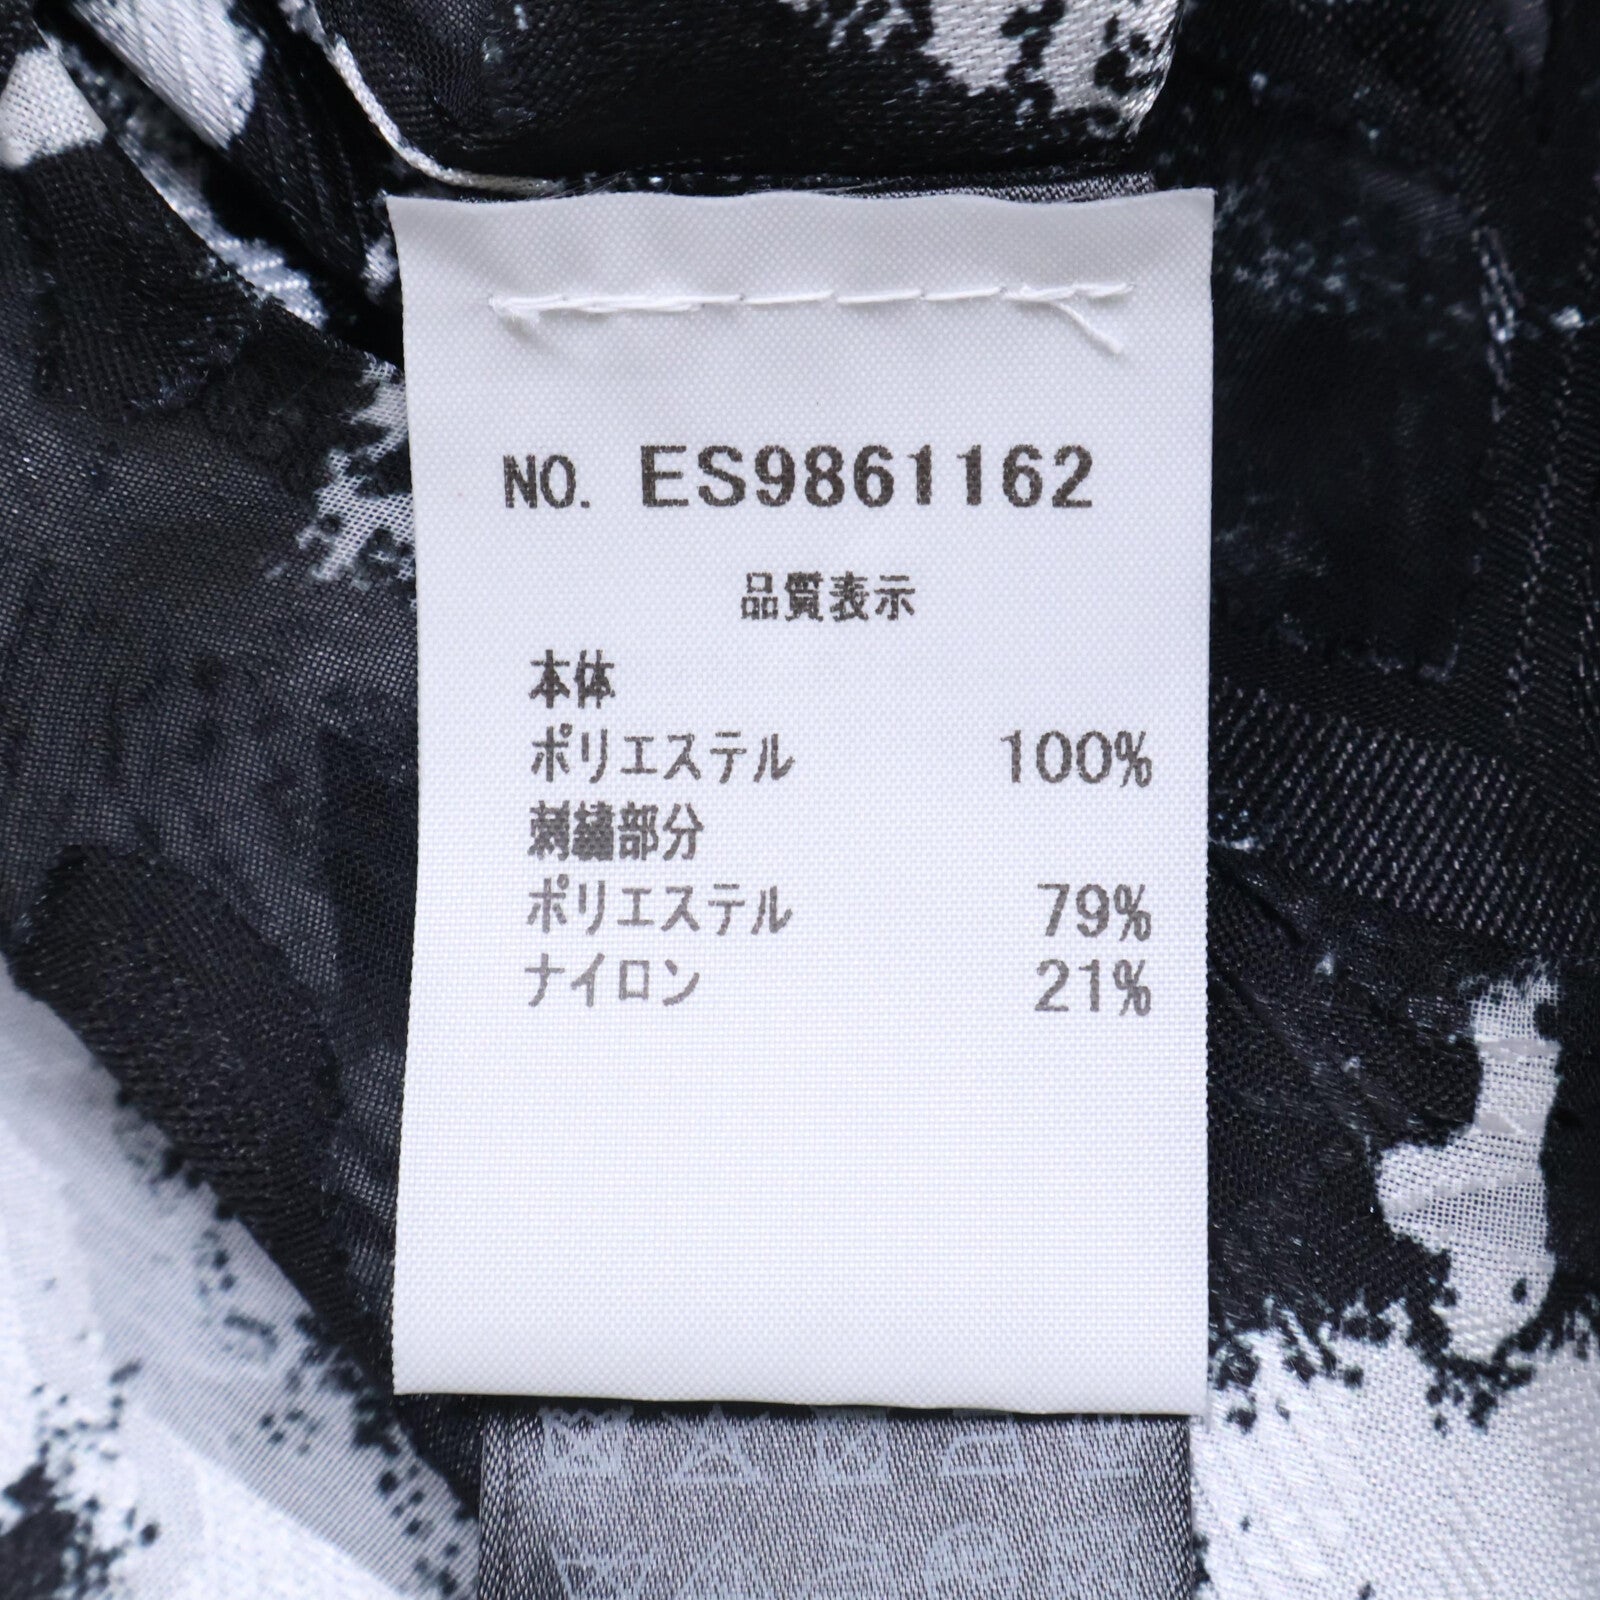 NO. ES9861162
品質表示
本体
ポリエステル 100%
刺繍部分
ポリエステル 79%
ナイロン 21%